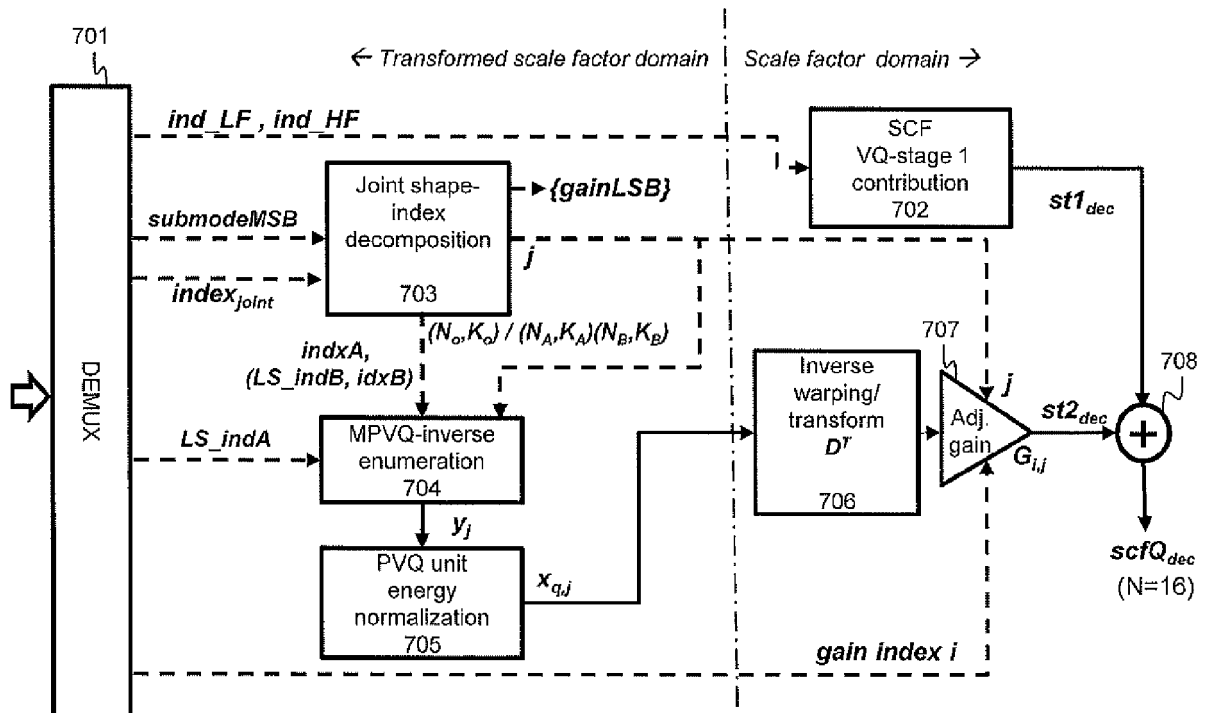 701
← Transformed scale factor domain
Scale factor domain →
DEMUX
ind_LF , ind_HF
SCF
VQ-stage 1
contribution
702
st1dec
Joint shape-
index
decomposition
703
{gainLSB}
submodeMSB
j
indexjoint
(No,Ko) / (NA,KA)(NB,KB)
indxA,
(LS_indB, idxB)
LS_indA
MPVQ-inverse
enumeration
704
yj
PVQ unit
energy
normalization
705
xq,j
Inverse
warping/
transform
DT
706
707
j
Adj.
gain
Gi,j
st2dec
708
+
scfQdec
(N=16)
gain index i